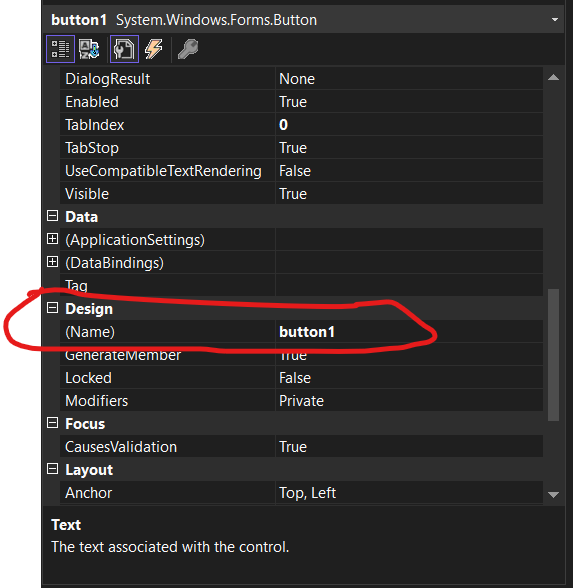 button1 System.Windows.Forms.Button
DialogResult None
Enabled True
TabIndex 0
TabStop True
UseCompatibleTextRendering False
Visible True
Data
(ApplicationSettings)
(DataBindings)
Tag
Design
(Name) button1
GenerateMember True
Locked False
Modifiers Private
Focus
CausesValidation True
Layout
Anchor Top, Left
Text
The text associated with the control.